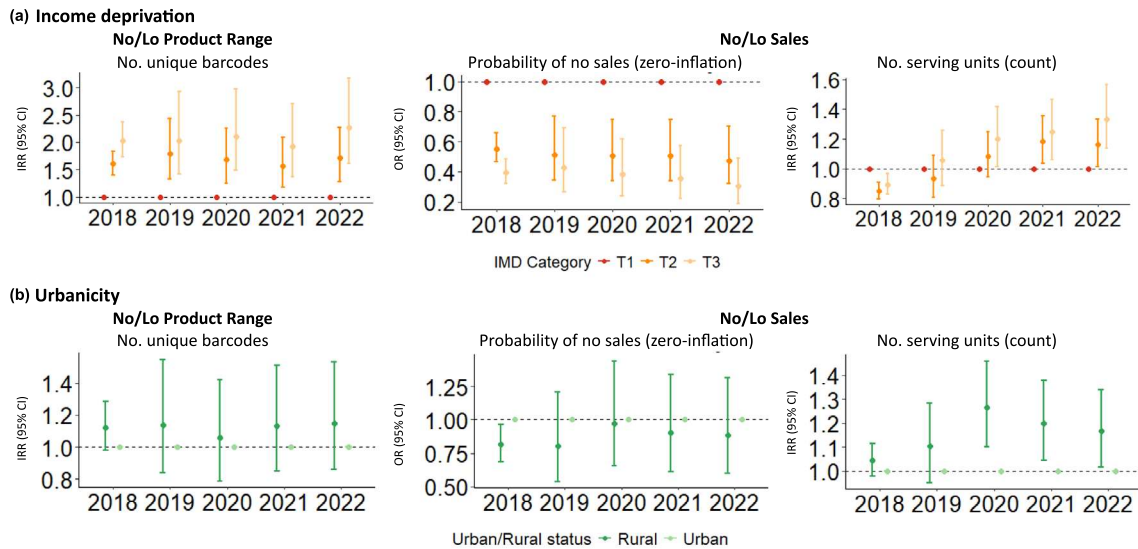 (a) Income deprivation
No/Lo Product Range
No/Lo Sales
No. unique barcodes
Probability of no sales (zero-inflation)
No. serving units (count)
IRR (95% CI)
3.0
2.5
2.0
1.5
1.0
2018 2019 2020 2021 2022
OR (95% CI)
1.0
0.8
0.6
0.4
0.2
2018 2019 2020 2021 2022
IRR (95% CI)
1.6
1.4
1.2
1.0
0.8
2018 2019 2020 2021 2022
IMD Category T1 T2 T3
(b) Urbanicity
No/Lo Product Range
No/Lo Sales
No. unique barcodes
Probability of no sales (zero-inflation)
No. serving units (count)
IRR (95% CI)
1.4
1.2
1.0
0.8
2018 2019 2020 2021 2022
OR (95% CI)
1.25
1.00
0.75
0.50
2018 2019 2020 2021 2022
IRR (95% CI)
1.4
1.3
1.2
1.1
1.0
2018 2019 2020 2021 2022
Urban/Rural status Rural Urban